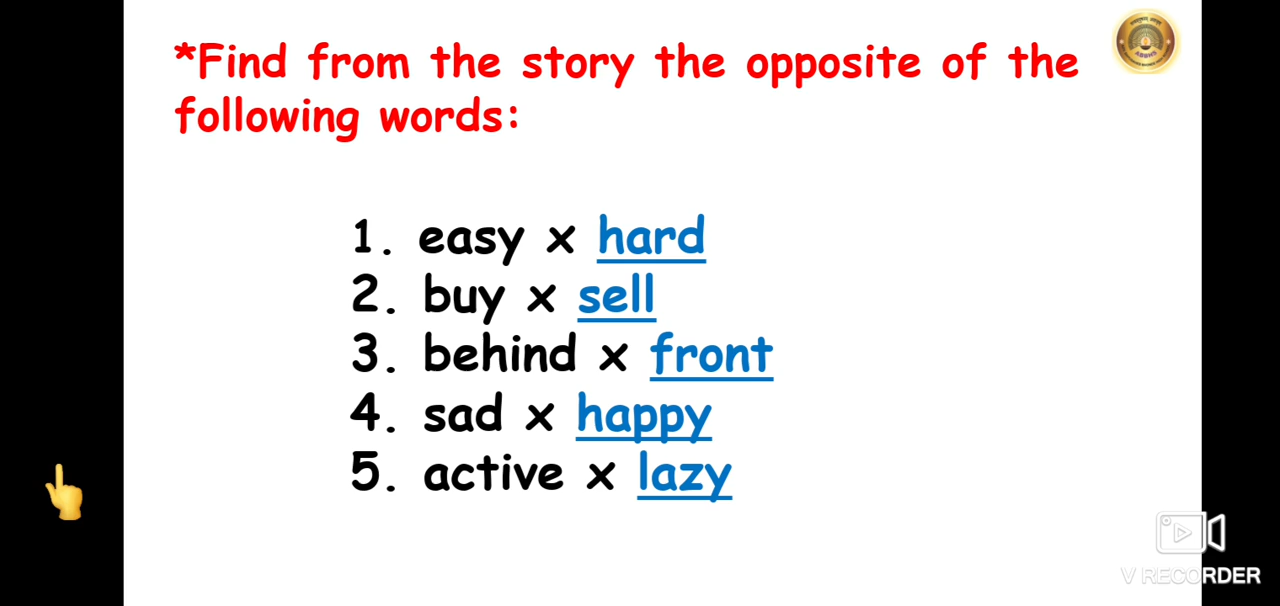 *Find from the story the opposite of the
following words:
1. easy x hard
2. buy x sell
3. behind x front
4. sad x happy
5. active x lazy
V RECORDER